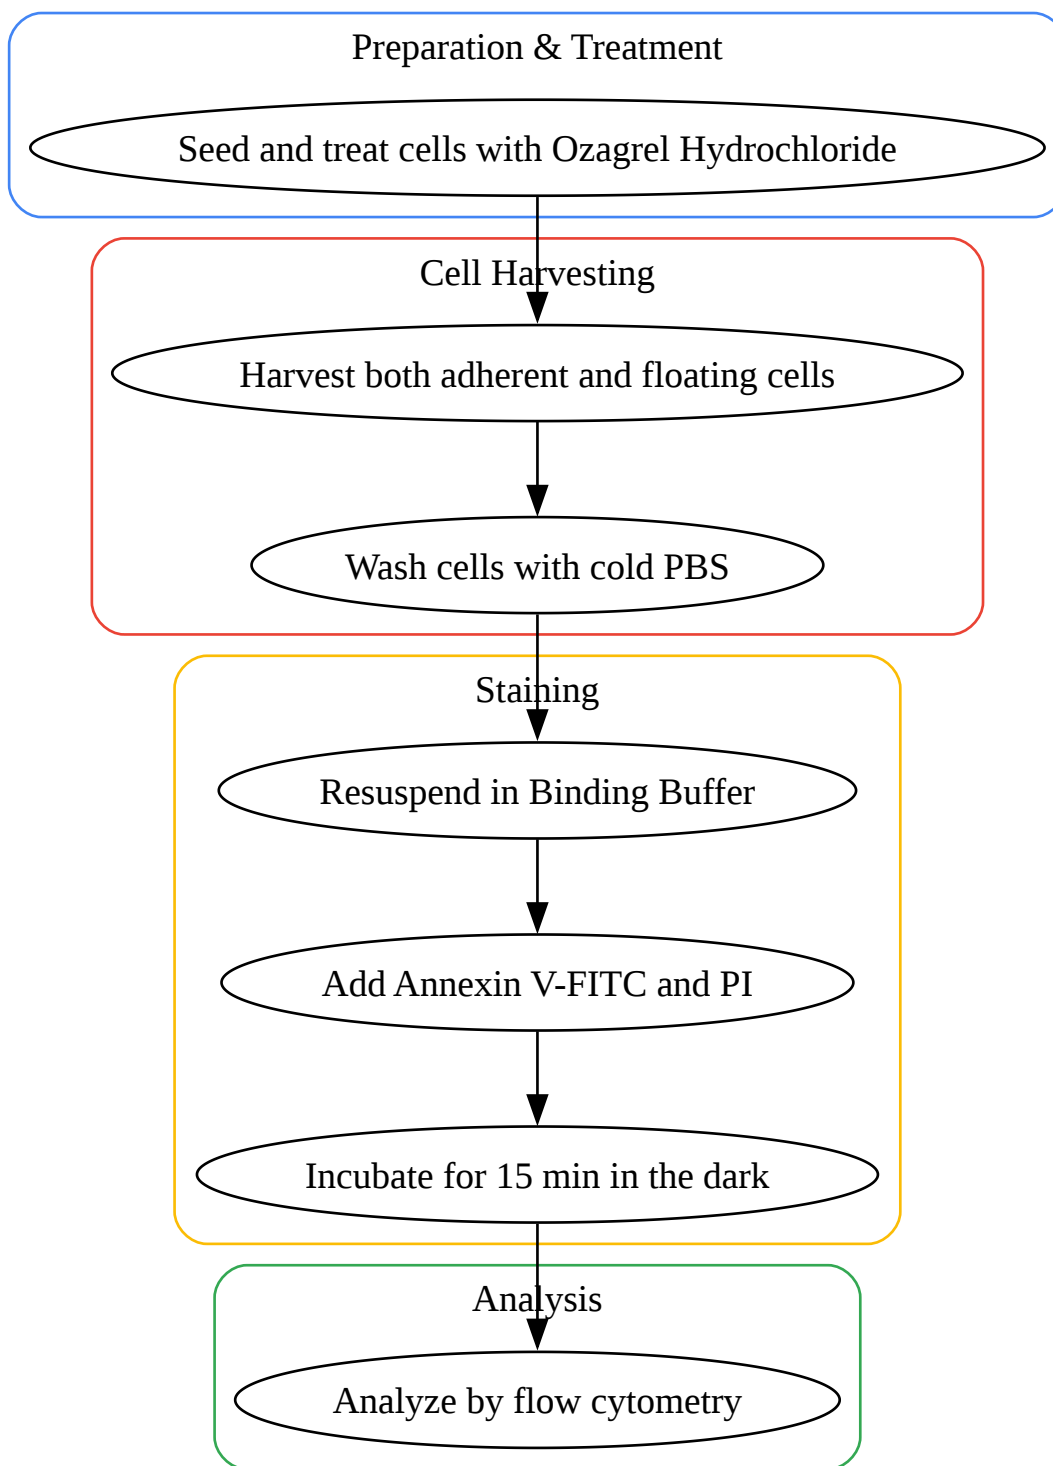 Preparation & Treatment
Seed and treat cells with Ozagrel Hydrochloride
Cell Harvesting
Harvest both adherent and floating cells
Wash cells with cold PBS
Staining
Resuspend in Binding Buffer
Add Annexin V-FITC and PI
Incubate for 15 min in the dark
Analysis
Analyze by flow cytometry